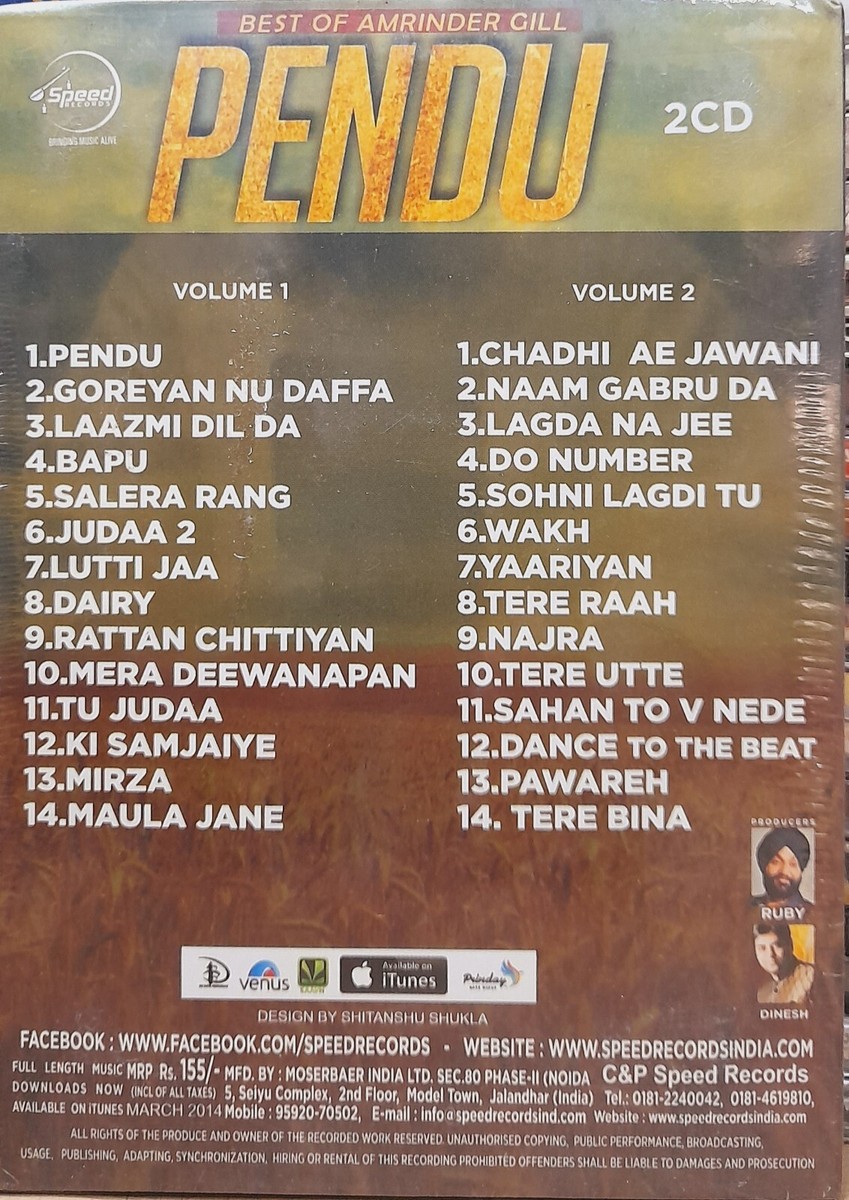 BEST OF AMRINDER GILL
PENDU
Speed
RECORDS
BRINGING MUSIC ALIVE
2CD
VOLUME 1
1.PENDU
2.GOREYAN NU DAFFA
3.LAAZMI DIL DA
4.BAPU
5.SALERA RANG
6.JUDAA 2
7.LUTTI JAA
8.DAIRY
9.RATTAN CHITTIYAN
10.MERA DEEWANAPAN
11.TU JUDAA
12.KI SAMJAIYE
13.MIRZA
14.MAULA JANE
VOLUME 2
1.CHADHI AE JAWANI
2.NAAM GABRU DA
3.LAGDA NA JEE
4.DO NUMBER
5.SOHNI LAGDI TU
6.WAKH
7.YAARIYAN
8.TERE RAAH
9.NAJRA
10.TERE UTTE
11.SAHAN TO V NEDE
12.DANCE TO THE BEAT
13.PAWAREH
14. TERE BINA
PRODUCERS
RUBY
DINESH
venus
Available on
iTunes
DESIGN BY SHITANSHU SHUKLA
FACEBOOK : WWW.FACEBOOK.COM/SPEEDRECORDS - WEBSITE : WWW.SPEEDRECORDSINDIA.COM
FULL LENGTH MUSIC MRP Rs. 155/- MFD. BY : MOSERBAER INDIA LTD. SEC.80 PHASE-II (NOIDA C&P Speed Records
DOWNLOADS NOW (INCL OF ALL TAXES) 5, Seiyu Complex, 2nd Floor, Model Town, Jalandhar (India) Tel.: 0181-2240042, 0181-4619810,
AVAILABLE ON ITUNES MARCH 2014 Mobile : 95920-70502, E-mail : info@speedrecordsind.com Website : www.speedrecordsindia.com
ALL RIGHTS OF THE PRODUCE AND OWNER OF THE RECORDED WORK RESERVED. UNAUTHORISED COPYING, PUBLIC PERFORMANCE, BROADCASTING,
USAGE, PUBLISHING, ADAPTING, SYNCHRONIZATION, HIRING OR RENTAL OF THIS RECORDING PROHIBITED OFFENDERS SHALL BE LIABLE TO DAMAGES AND PROSECUTION